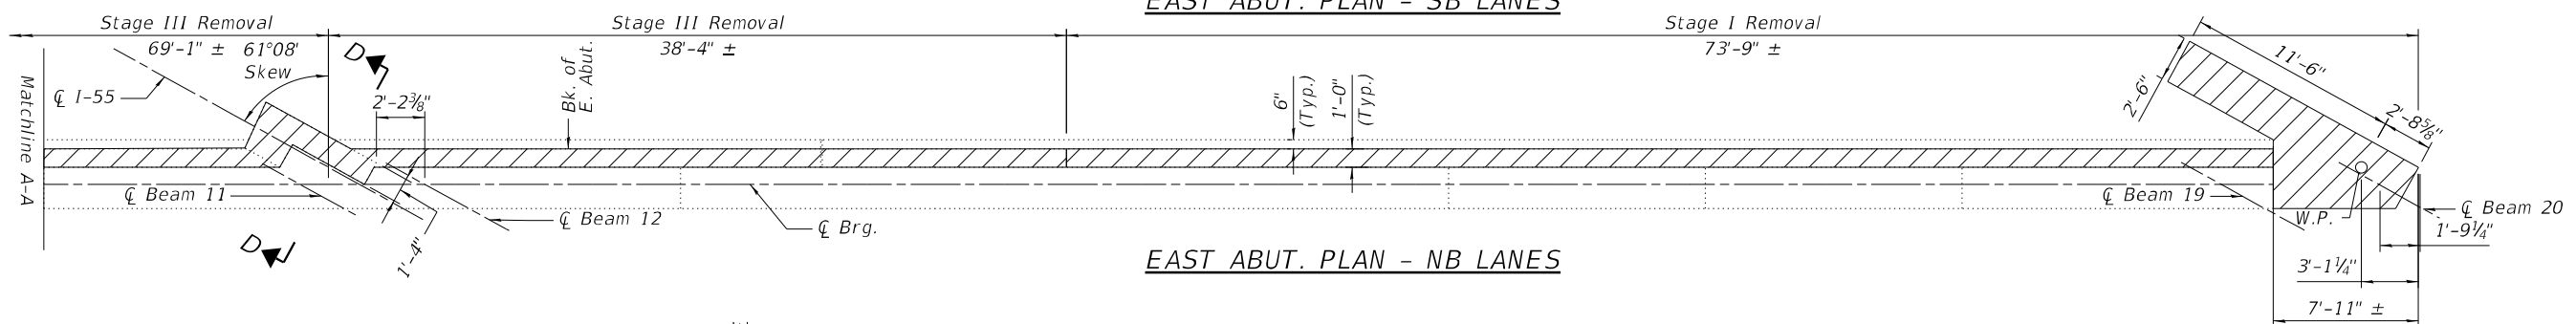 EAST ABUT. PLAN - SB LANES
Stage III Removal
69'-1" ±
Stage III Removal
38'-4" ±
Stage I Removal
73'-9" ±
61°08'
Skew
D
℄ I-55
2'-2⅜"
Bk. of
E. Abut.
6"
(Typ.)
1'-0"
(Typ.)
11'-6"
2'-6"
2'-8⅝"
Matchline A-A
℄ Beam 11
℄ Beam 12
℄ Brg.
℄ Beam 19
W.P.
℄ Beam 20
1'-9¼"
D
1'-4"
EAST ABUT. PLAN - NB LANES
3'-1¼"
7'-11" ±